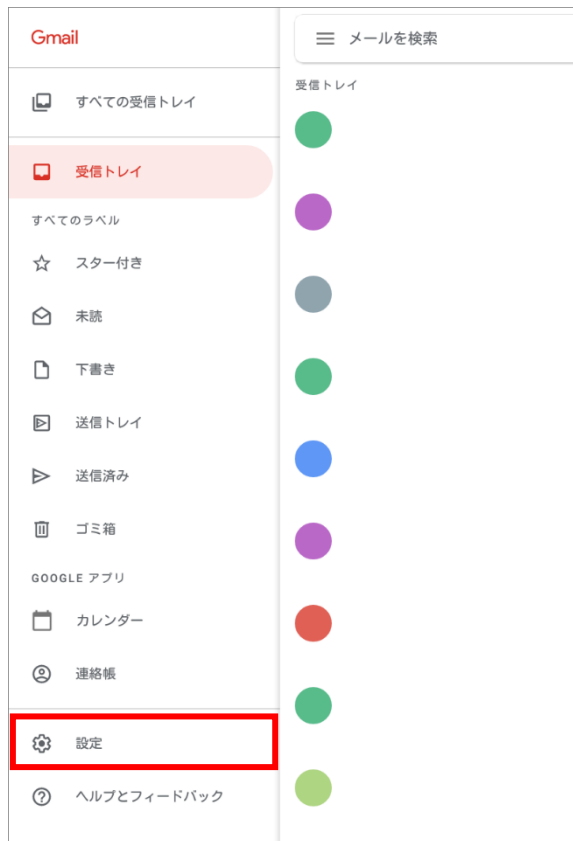 Gmail
すべての受信トレイ
受信トレイ
すべてのラベル
スター付き
未読
下書き
送信トレイ
送信済み
ゴミ箱
GOOGLE アプリ
カレンダー
連絡帳
設定
ヘルプとフィードバック
メールを検索
受信トレイ